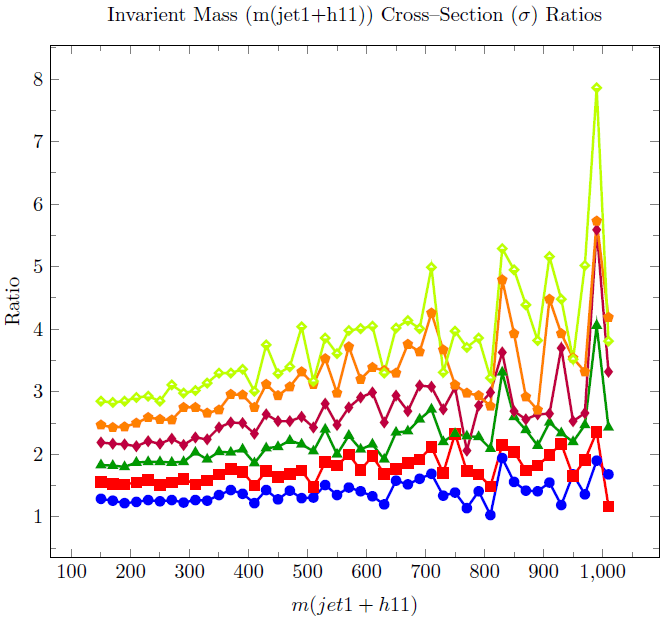 Invarient Mass (m(jet1+h11)) Cross–Section (σ) Ratios
8
7
6
5
4
3
2
1
Ratio
100 200 300 400 500 600 700 800 900 1,000
m(jet1 + h11)